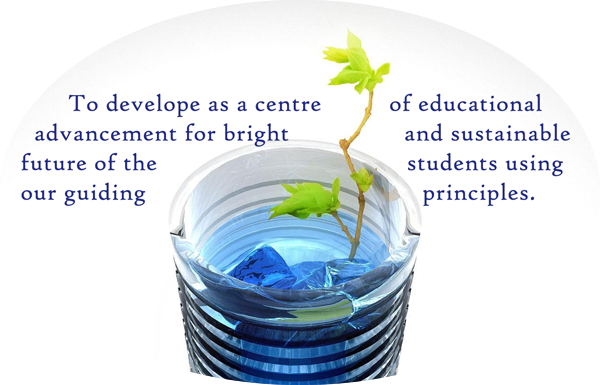 To develope as a centre of educational
advancement for bright and sustainable
future of the students using
our guiding principles.